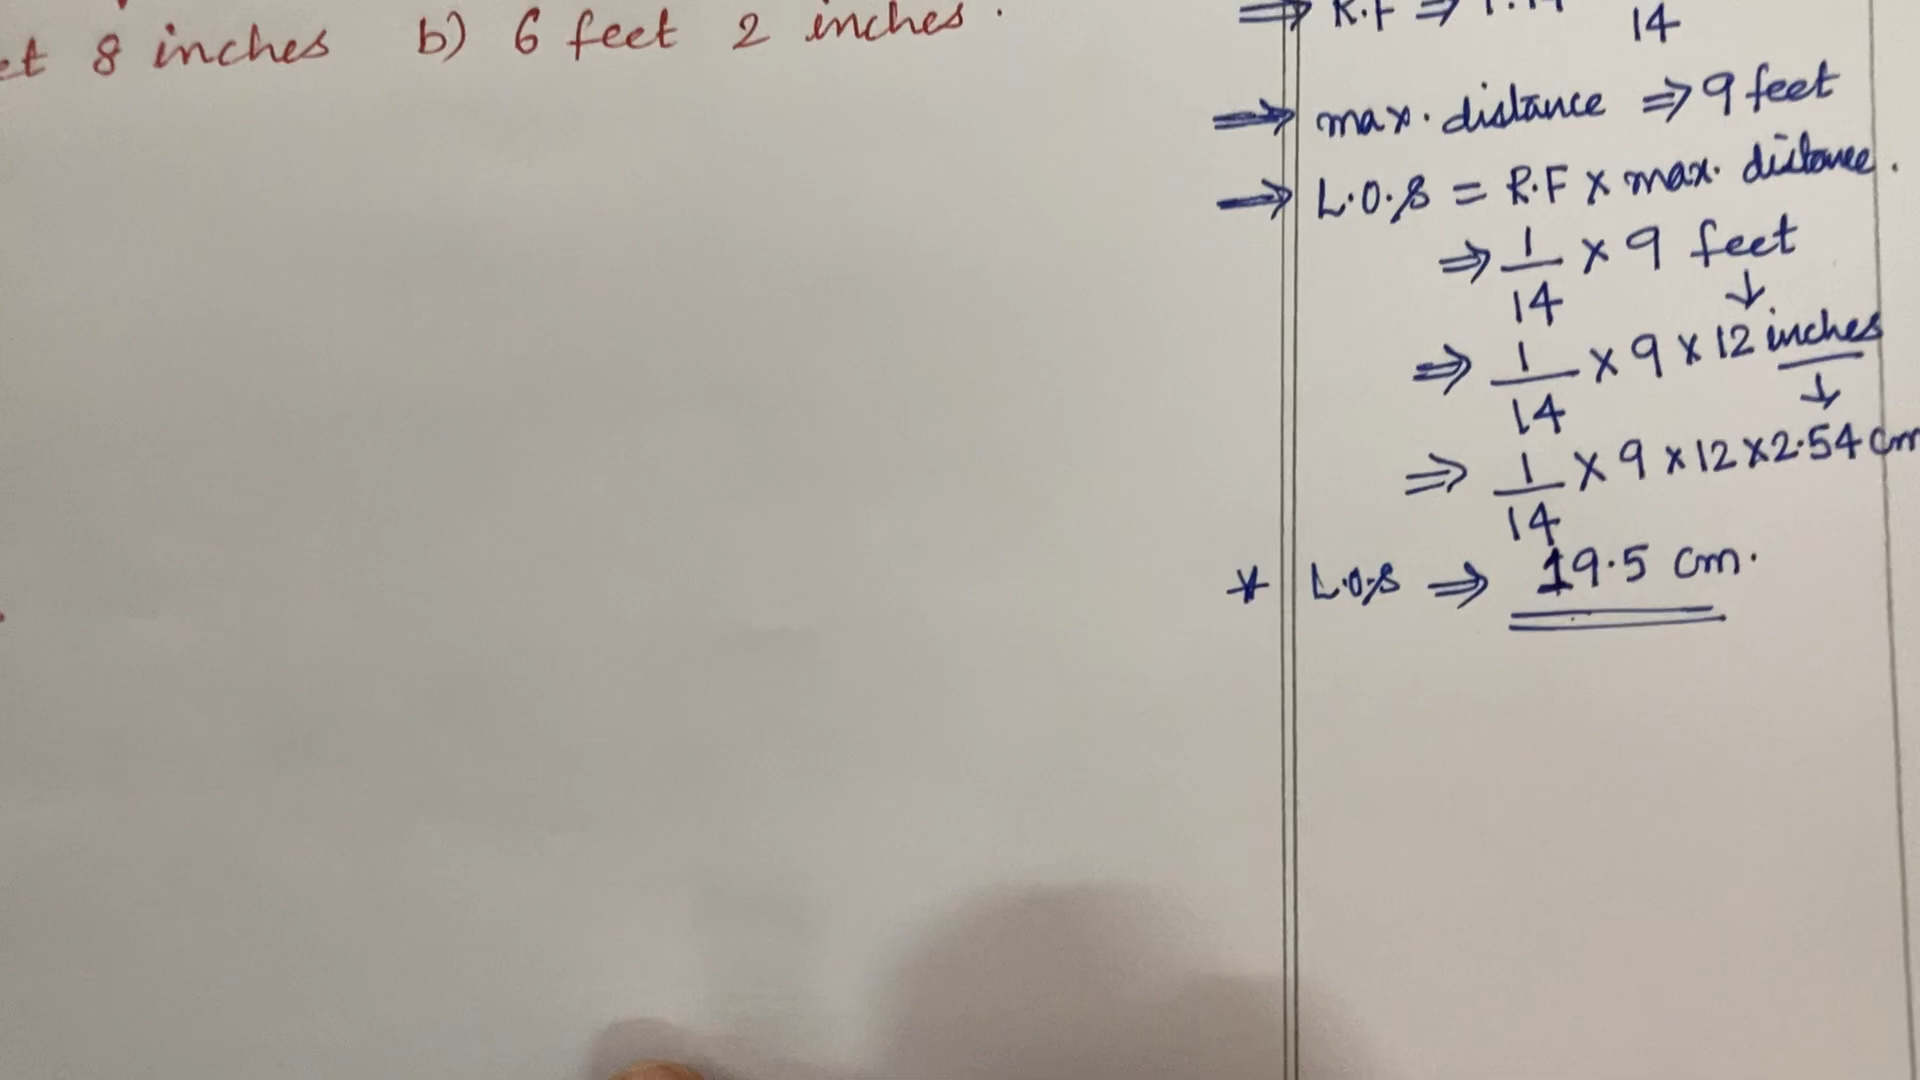 8 inches b) 6 feet 2 inches.
⇒ R.F ⇒
14
⇒ max. distance ⇒ 9 feet
→ L.O.S = R.F × max. distance.
⇒ 1/14 × 9 feet
↓
⇒ 1/14 × 9 × 12 inches
↓
⇒ 1/14 × 9 × 12 × 2.54 cm
* L.O.S ⇒ 19.5 cm.